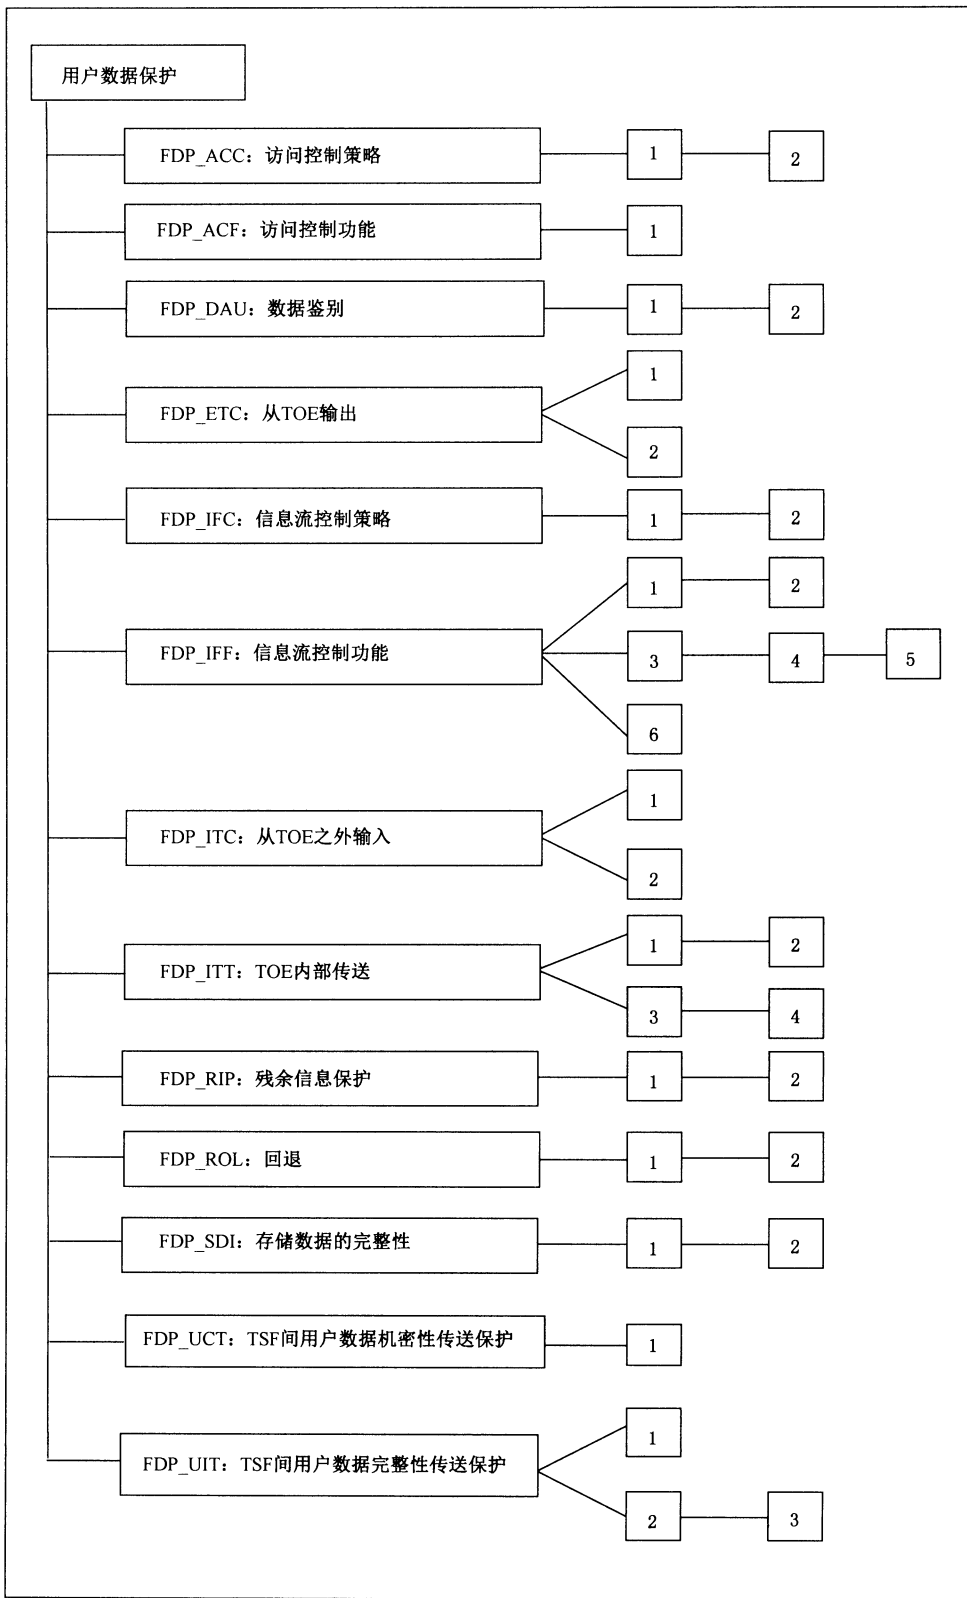 用户数据保护
FDP_ACC：访问控制策略 1 2
FDP_ACF：访问控制功能 1
FDP_DAU：数据鉴别 1 2
1
FDP_ETC：从TOE输出
2
FDP_IFC：信息流控制策略 1 2
1 2
FDP_IFF：信息流控制功能 3 4 5
6
1
FDP_ITC：从TOE之外输入
2
1 2
FDP_ITT：TOE内部传送
3 4
FDP_RIP：残余信息保护 1 2
FDP_ROL：回退 1 2
FDP_SDI：存储数据的完整性 1 2
FDP_UCT：TSF间用户数据机密性传送保护 1
1
FDP_UIT：TSF间用户数据完整性传送保护
2 3